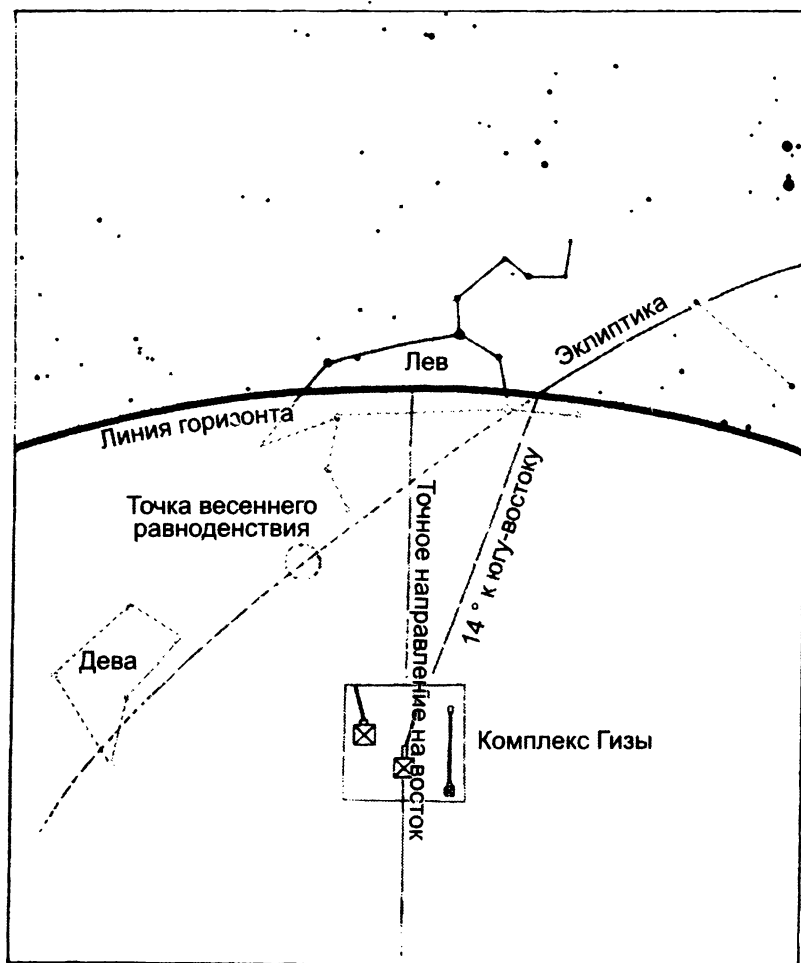 Эклиптика
Лев
Линия горизонта
Точка весеннего
равноденствия
Точное направление на восток
14 ° к югу-востоку
Дева
Комплекс Гизы